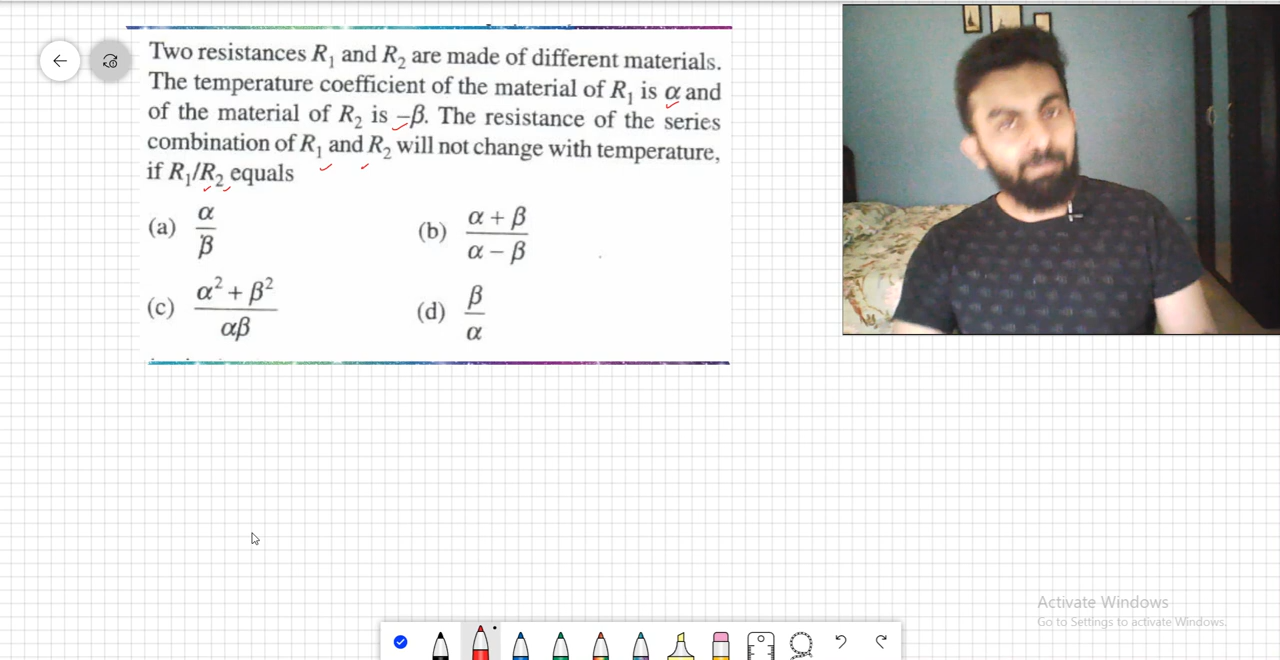 Two resistances R₁ and R₂ are made of different materials.
The temperature coefficient of the material of R₁ is α and
of the material of R₂ is –β. The resistance of the series
combination of R₁ and R₂ will not change with temperature,
if R₁/R₂ equals
(a) α/β (b) (α + β)/(α – β)
(c) (α² + β²)/αβ (d) β/α
Activate Windows
Go to Settings to activate Windows.